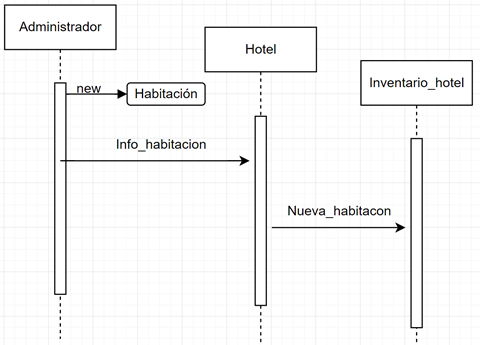 Administrador
Hotel
Inventario_hotel
new
Habitación
Info_habitacion
Nueva_habitacon